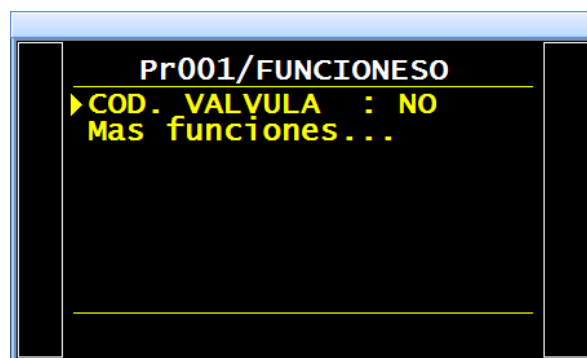 Pr001/FUNCIONESO
COD. VALVULA : NO
Mas funciones...